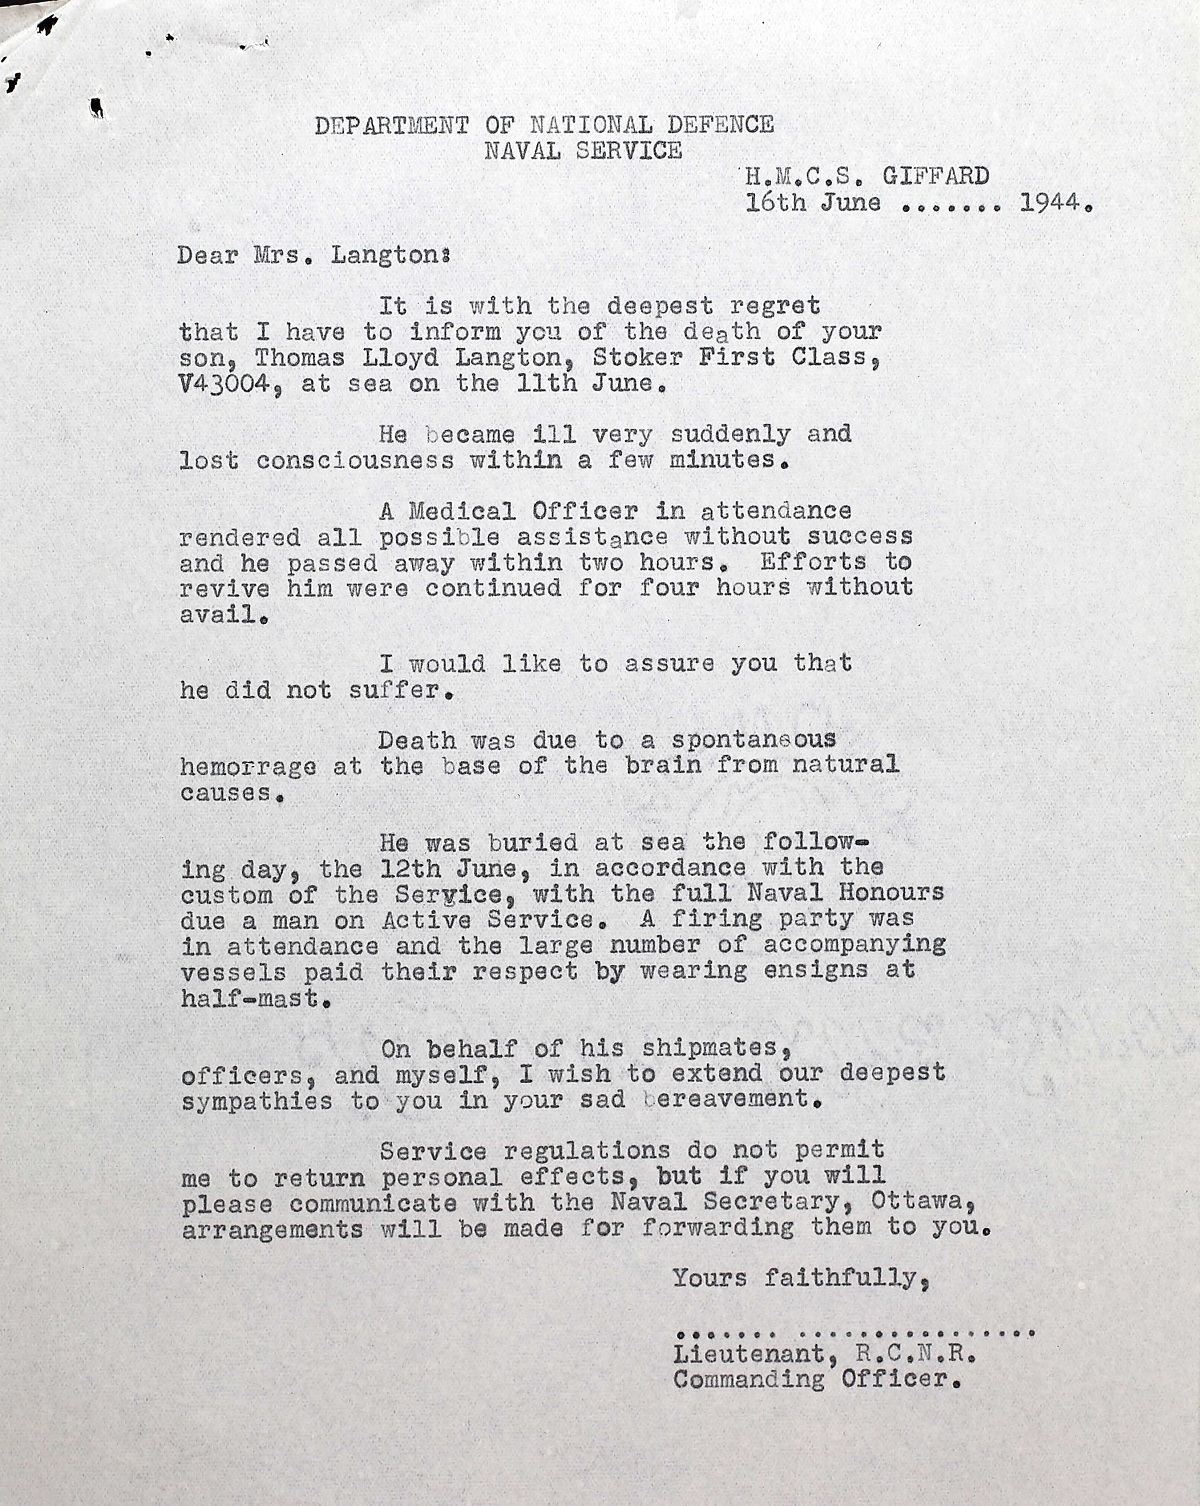 DEPARTMENT OF NATIONAL DEFENCE
NAVAL SERVICE
H.M.C.S. GIFFARD
16th June ....... 1944.
Dear Mrs. Langton:
It is with the deepest regret
that I have to inform you of the death of your
son, Thomas Lloyd Langton, Stoker First Class,
V43004, at sea on the 11th June.
He became ill very suddenly and
lost consciousness within a few minutes.
A Medical Officer in attendance
rendered all possible assistance without success
and he passed away within two hours. Efforts to
revive him were continued for four hours without
avail.
I would like to assure you that
he did not suffer.
Death was due to a spontaneous
hemorrage at the base of the brain from natural
causes.
He was buried at sea the follow-
ing day, the 12th June, in accordance with the
custom of the Service, with the full Naval Honours
due a man on Active Service. A firing party was
in attendance and the large number of accompanying
vessels paid their respect by wearing ensigns at
half-mast.
On behalf of his shipmates,
officers, and myself, I wish to extend our deepest
sympathies to you in your sad bereavement.
Service regulations do not permit
me to return personal effects, but if you will
please communicate with the Naval Secretary, Ottawa,
arrangements will be made for forwarding them to you.
Yours faithfully,
....... ................
Lieutenant, R.C.N.R.
Commanding Officer.